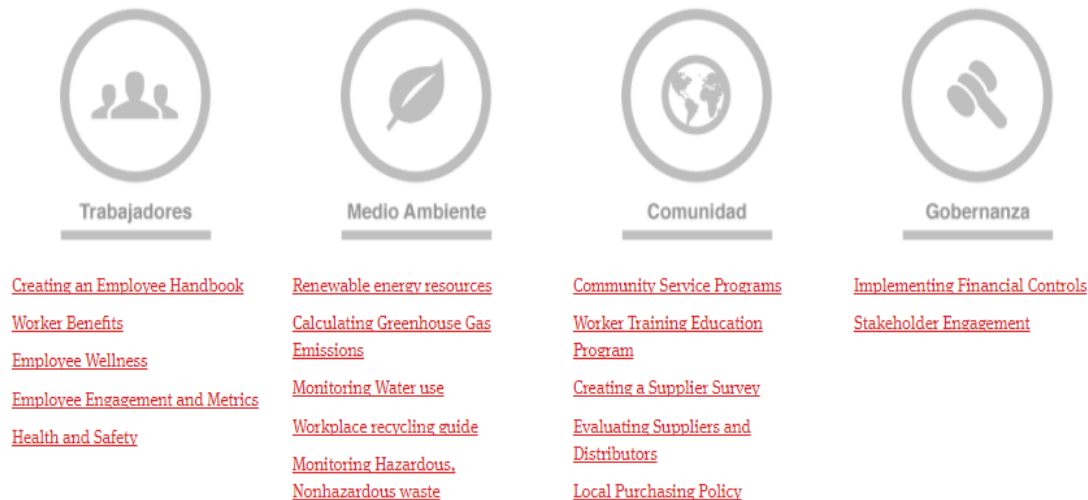 Trabajadores
Creating an Employee Handbook
Worker Benefits
Employee Wellness
Employee Engagement and Metrics
Health and Safety
Medio Ambiente
Renewable energy resources
Calculating Greenhouse Gas
Emissions
Monitoring Water use
Workplace recycling guide
Monitoring Hazardous,
Nonhazardous waste
Comunidad
Community Service Programs
Worker Training Education
Program
Creating a Supplier Survey
Evaluating Suppliers and
Distributors
Local Purchasing Policy
Gobernanza
Implementing Financial Controls
Stakeholder Engagement